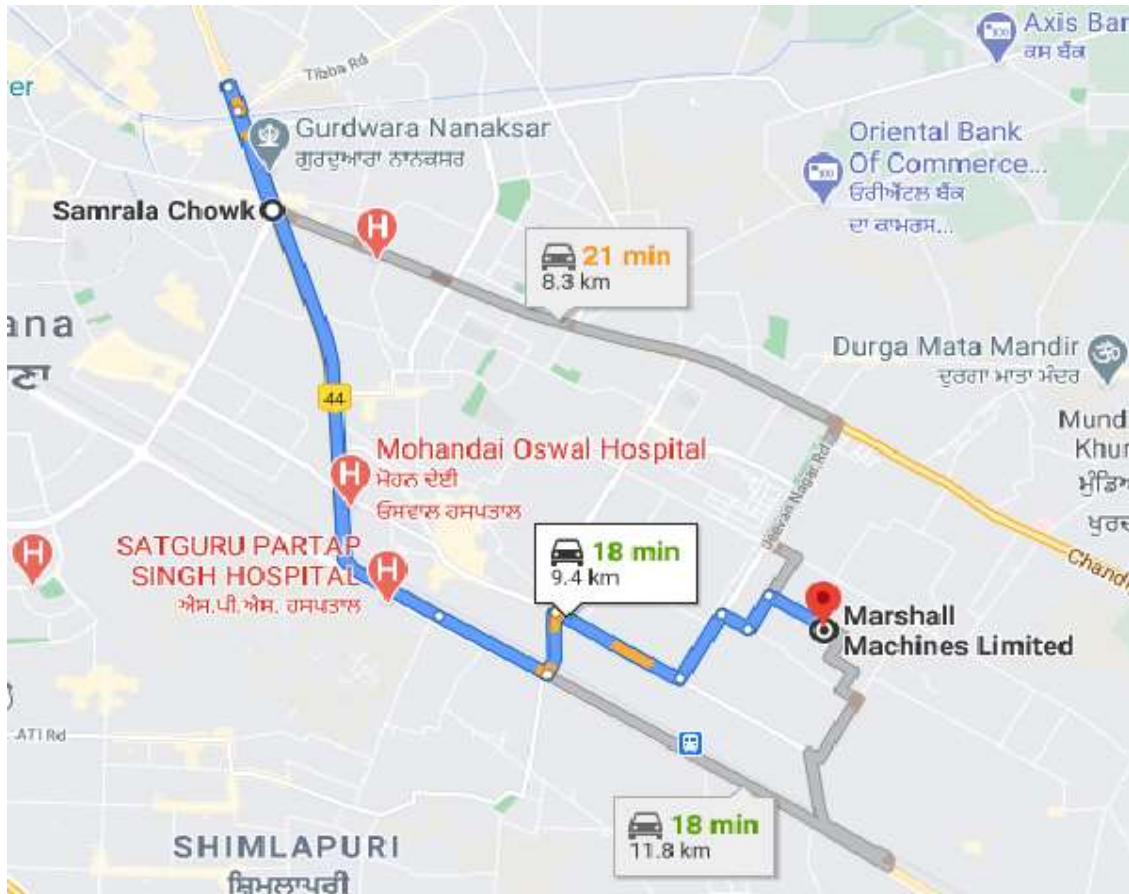 Axis Bar
ਕਸ ਬੈਂਕ
er
Tibba Rd
Gurdwara Nanaksar
ਗੁਰਦੁਆਰਾ ਨਾਨਕਸਰ
Oriental Bank
Of Commerce...
ਓਰੀਐਂਟਲ ਬੈਂਕ
ਦਾ ਕਾਮਰਸ...
Samrala Chowk
H
21 min
8.3 km
ana
ਣਾ
Durga Mata Mandir
ਦੁਰਗਾ ਮਾਤਾ ਮੰਦਰ
44
Mund
Khur
ਮੁੰਡਿਆ
ਖੁਰਦ
Mohandai Oswal Hospital
ਮੋਹਨ ਦੇਈ
ਓਸਵਾਲ ਹਸਪਤਾਲ
H
Jeevan Nagar Rd
SATGURU PARTAP
SINGH HOSPITAL
ਐਸ.ਪੀ.ਐਸ. ਹਸਪਤਾਲ
H
H
18 min
9.4 km
Chandi
Marshall
Machines Limited
ATI Rd
18 min
11.8 km
SHIMLAPURI
ਸ਼ਿਮਲਾਪੁਰੀ